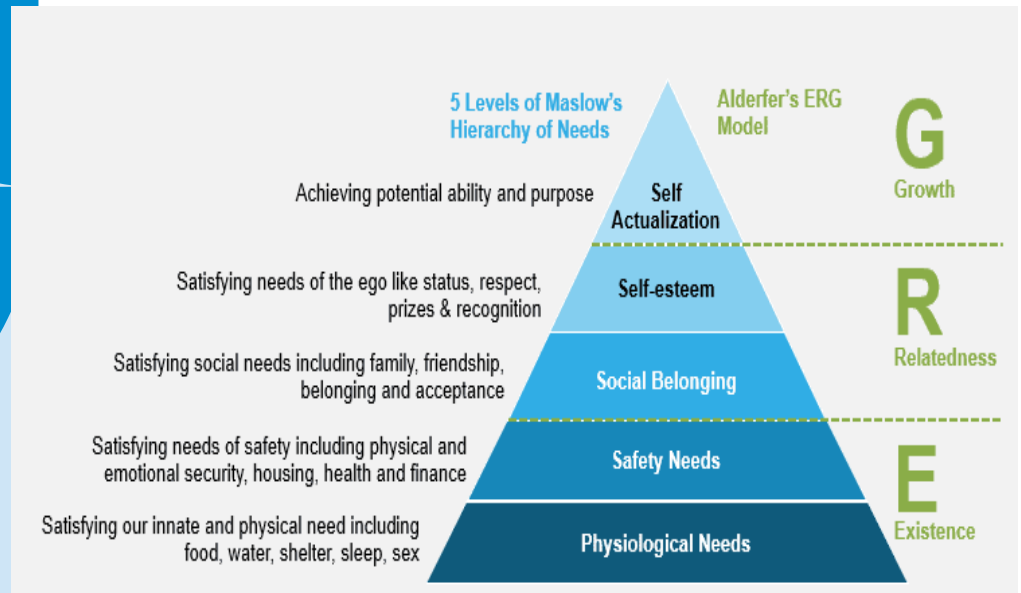 5 Levels of Maslow's
Hierarchy of Needs
Alderfer's ERG
Model
G
Growth
Achieving potential ability and purpose
Self
Actualization
Satisfying needs of the ego like status, respect,
prizes & recognition
Self-esteem
R
Relatedness
Satisfying social needs including family, friendship,
belonging and acceptance
Social Belonging
Satisfying needs of safety including physical and
emotional security, housing, health and finance
Safety Needs
E
Existence
Satisfying our innate and physical need including
food, water, shelter, sleep, sex
Physiological Needs